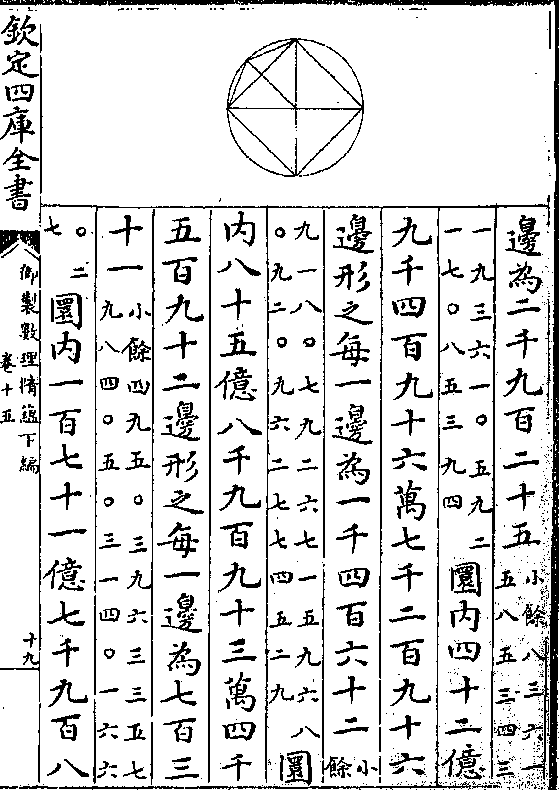 邊為二千九百二十五小餘八三六一
五八五三四三
一九三六一〇五九二
一七〇八五三九四
圜内四十二億
九千四百九十六萬七千二百九十六
邊形之每一邊為一千四百六十二小餘
九一八〇七九二六七一五九六八
〇九二〇九六二七七四五二九
圜
内八十五億八千九百九十三萬四千
五百九十二邊形之每一邊為七百三
十一小餘四九五〇三九六三三五七
九八四〇五〇三一四〇一六六
〇二
七
圜内一百七十一億七千九百八
欽定四庫全書
御製數理精蘊下編
卷十五
十九